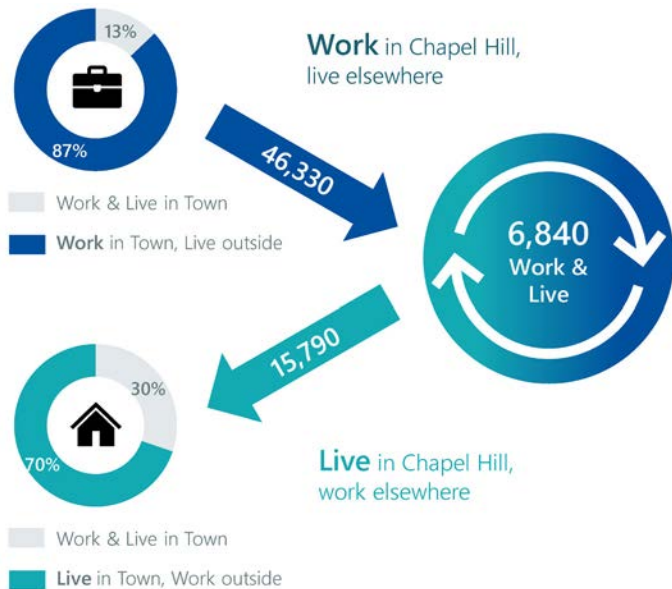 13%
87%
Work & Live in Town
Work in Town, Live outside
Work in Chapel Hill,
live elsewhere
46,330
6,840
Work &
Live
15,790
30%
70%
Live in Chapel Hill,
work elsewhere
Work & Live in Town
Live in Town, Work outside